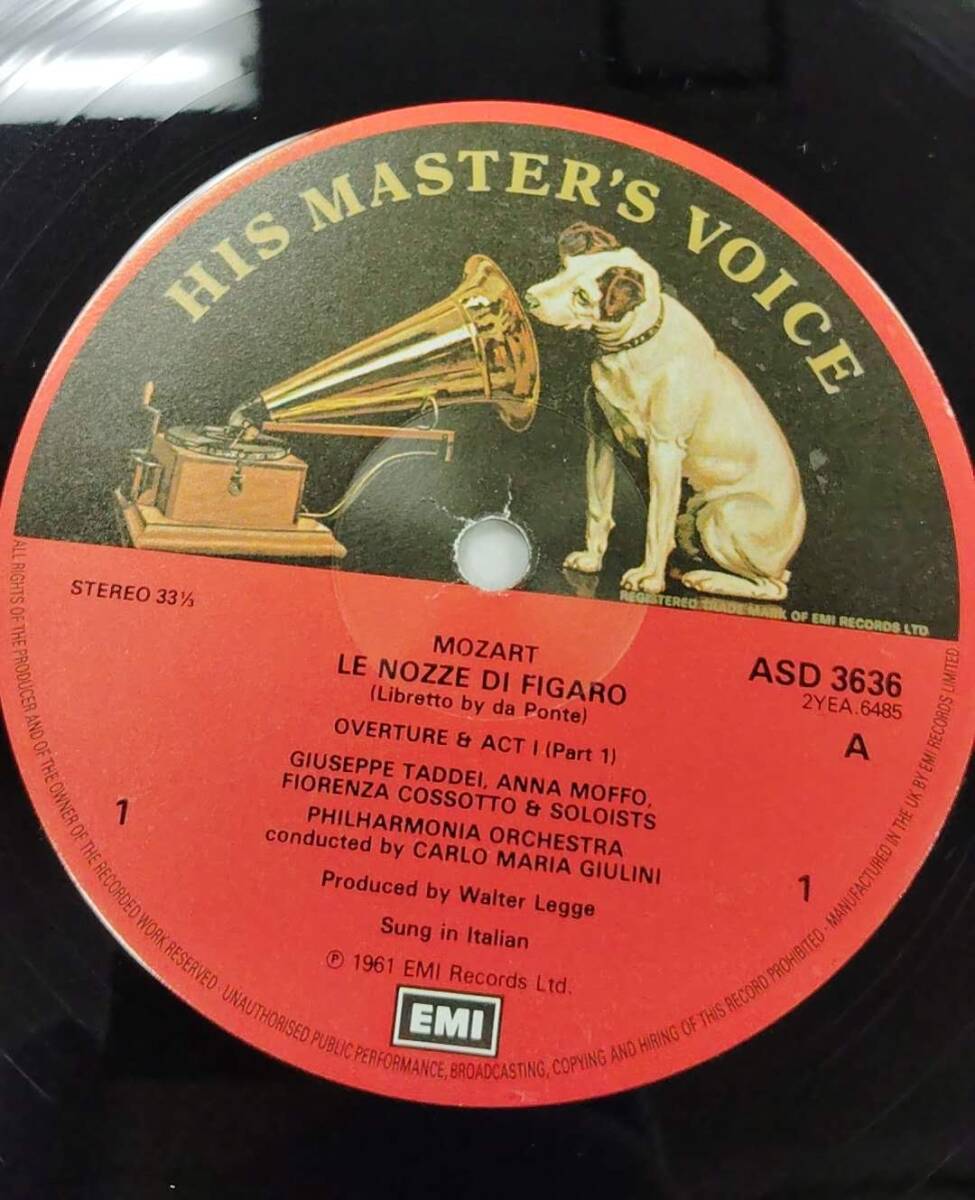 HIS MASTER'S VOICE
REGISTERED TRADE MARK OF EMI RECORDS LTD
STEREO 33⅓
MOZART
LE NOZZE DI FIGARO
(Libretto by da Ponte)
OVERTURE & ACT I (Part 1)
ASD 3636
2YEA.6485
A
GIUSEPPE TADDEI, ANNA MOFFO,
FIORENZA COSSOTTO & SOLOISTS
PHILHARMONIA ORCHESTRA
conducted by CARLO MARIA GIULINI
1
1
Produced by Walter Legge
Sung in Italian
℗ 1961 EMI Records Ltd.
EMI
ALL RIGHTS OF THE PRODUCER AND OF THE OWNER OF THE RECORDED WORK RESERVED · UNAUTHORISED PUBLIC PERFORMANCE, BROADCASTING, COPYING AND HIRING OF THIS RECORD PROHIBITED · MANUFACTURED IN THE UK BY EMI RECORDS LIMITED